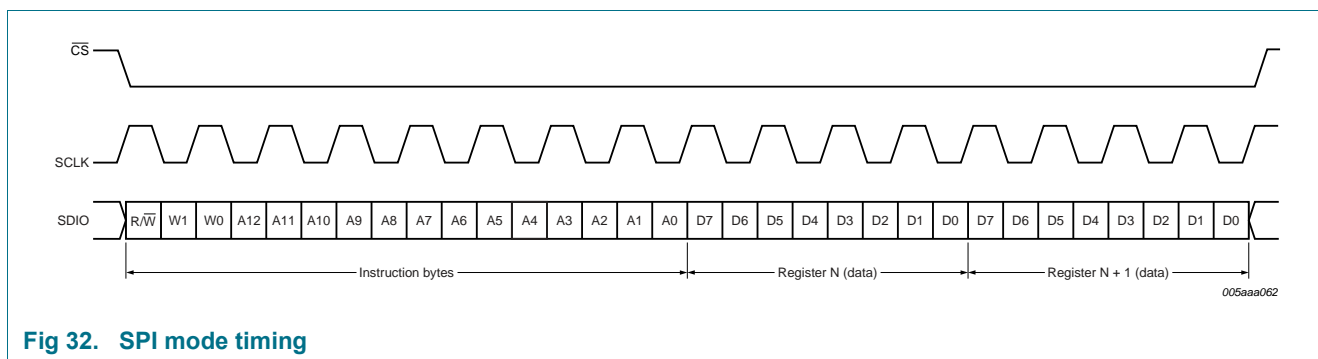 CS
SCLK
SDIO R/W W1 W0 A12 A11 A10 A9 A8 A7 A6 A5 A4 A3 A2 A1 A0 D7 D6 D5 D4 D3 D2 D1 D0 D7 D6 D5 D4 D3 D2 D1 D0
Instruction bytes Register N (data) Register N + 1 (data)
005aaa062
Fig 32. SPI mode timing